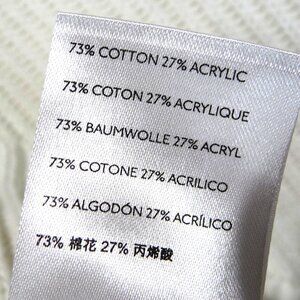 73% COTTON 27% ACRYLIC
73% COTON 27% ACRYLIQUE
73% BAUMWOLLE 27% ACRYL
73% COTONE 27% ACRILICO
73% ALGODÓN 27% ACRÍLICO
73% 棉花 27% 丙烯酸